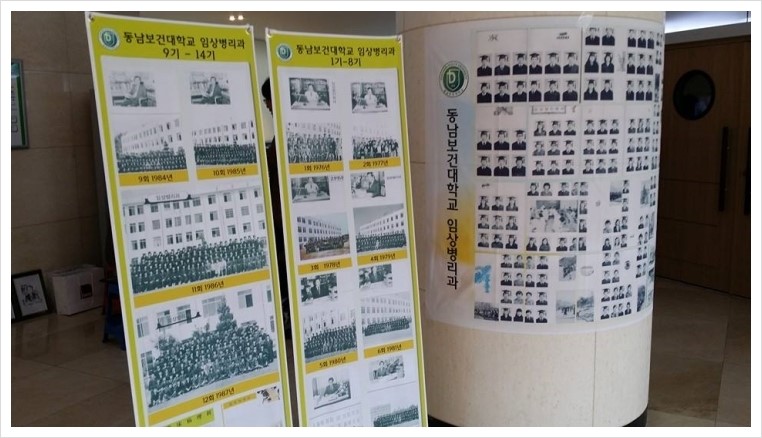 동남보건대학교 임상병리과
9기 - 14기
9회 1984년
10회 1985년
11회 1986년
12회 1987년
동남보건대학교 임상병리과
1기-8기
1회 1976년
2회 1977년
3회 1978년
4회 1979년
5회 1980년
6회 1981년
동남보건대학교 임상병리과